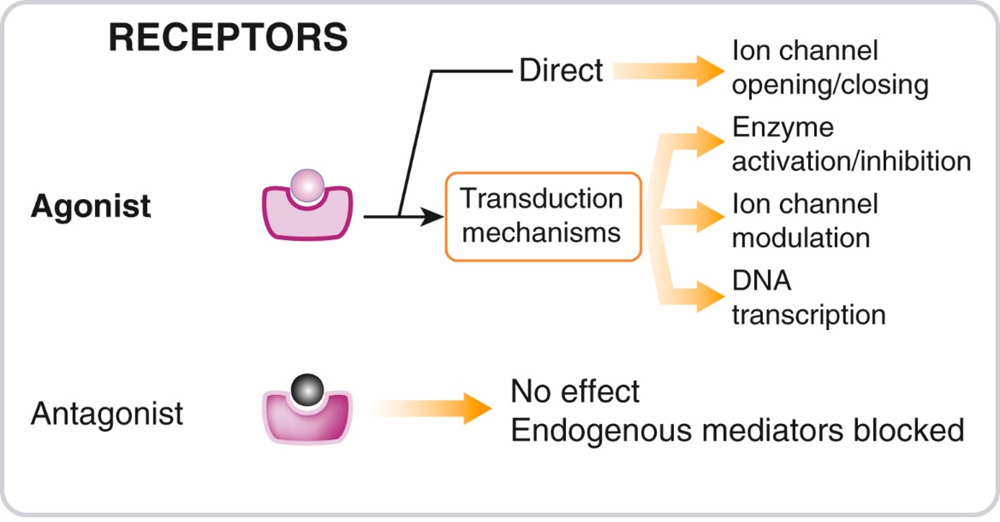 RECEPTORS
Direct
Ion channel
opening/closing
Enzyme
activation/inhibition
Agonist
Transduction
mechanisms
Ion channel
modulation
DNA
transcription
Antagonist
No effect
Endogenous mediators blocked